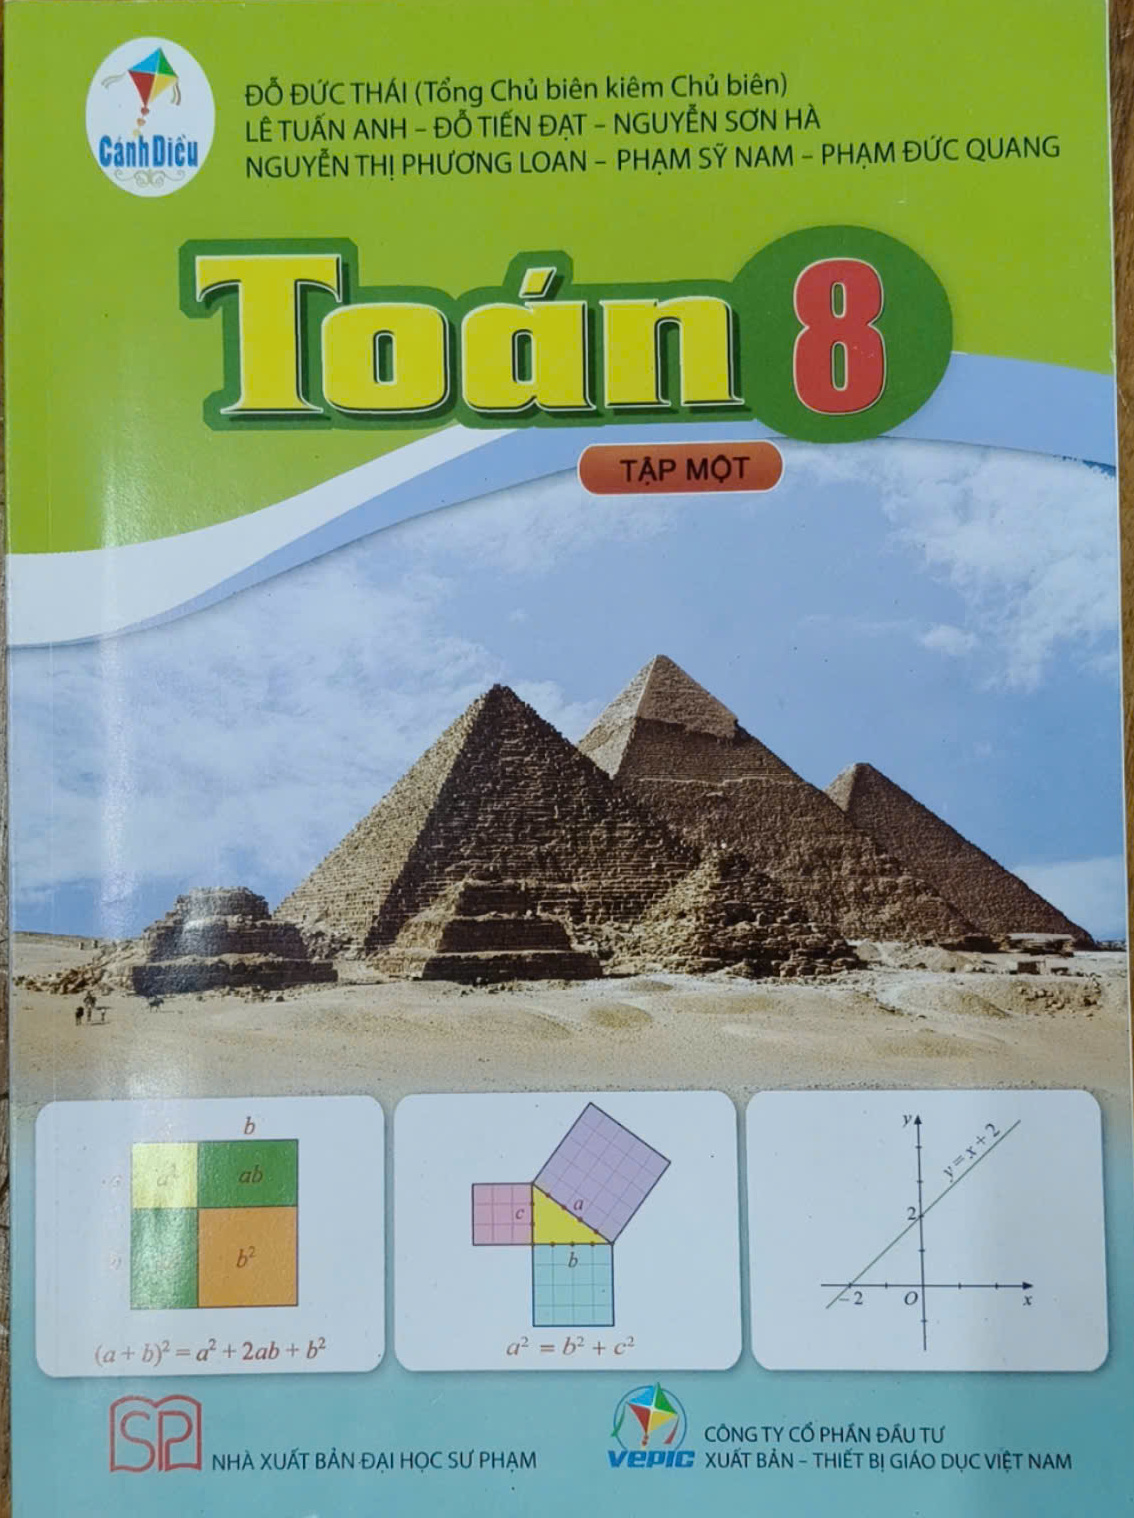 Cánh Diều
ĐỖ ĐỨC THÁI (Tổng Chủ biên kiêm Chủ biên)
LÊ TUẤN ANH – ĐỖ TIẾN ĐẠT – NGUYỄN SƠN HÀ
NGUYỄN THỊ PHƯƠNG LOAN – PHẠM SỸ NAM – PHẠM ĐỨC QUANG
Toán 8
TẬP MỘT
b
a²
ab
b²
(a + b)² = a² + 2ab + b²
c
a
b
a² = b² + c²
y
y = x + 2
2
–2
O
x
SP
NHÀ XUẤT BẢN ĐẠI HỌC SƯ PHẠM
VEPIC
CÔNG TY CỔ PHẦN ĐẦU TƯ
XUẤT BẢN – THIẾT BỊ GIÁO DỤC VIỆT NAM